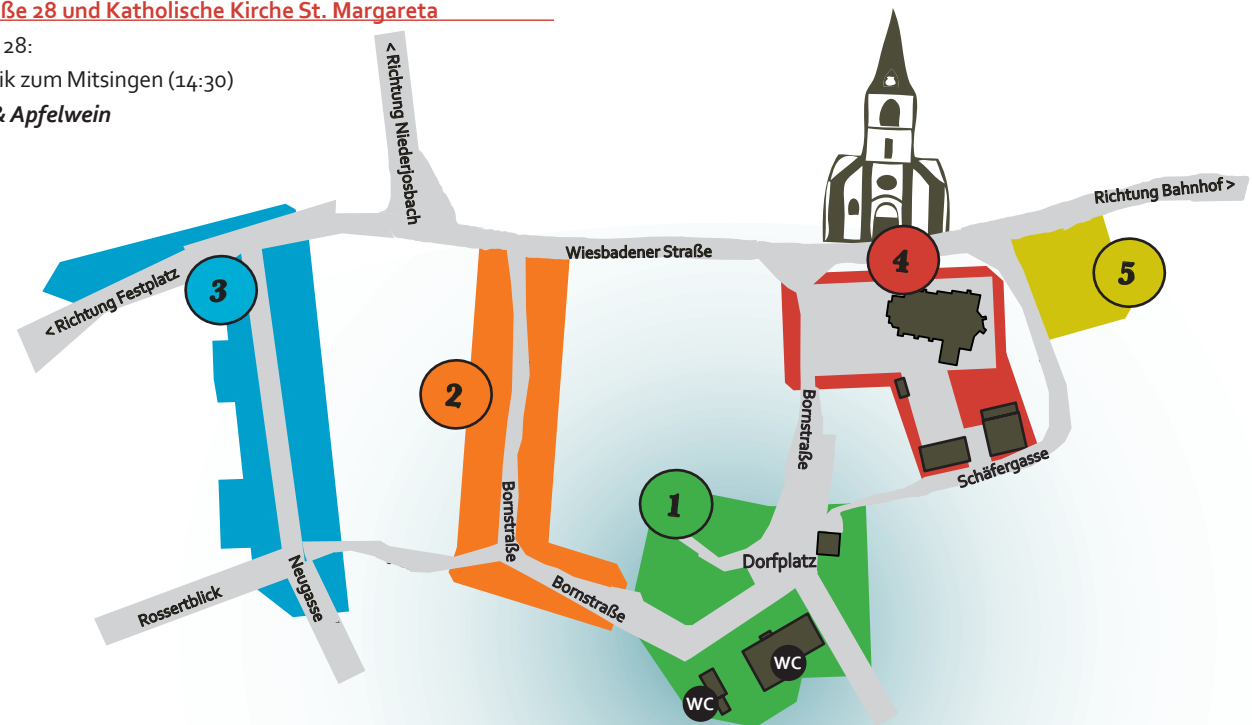 ße 28 und Katholische Kirche St. Margareta
28:
ik zum Mitsingen (14:30)
& Apfelwein
< Richtung Niederjosbach
Richtung Bahnhof >
Wiesbadener Straße
4
5
< Richtung Festplatz
3
2
Bornstraße
Schäfergasse
1
Bornstraße
Dorfplatz
Neugasse
Rossertblick
Bornstraße
WC
WC